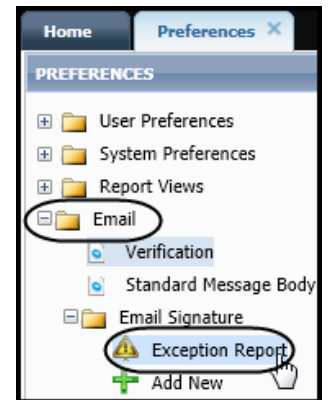 Home Preferences ×
PREFERENCES
User Preferences
System Preferences
Report Views
Email
Verification
Standard Message Body
Email Signature
Exception Report
Add New